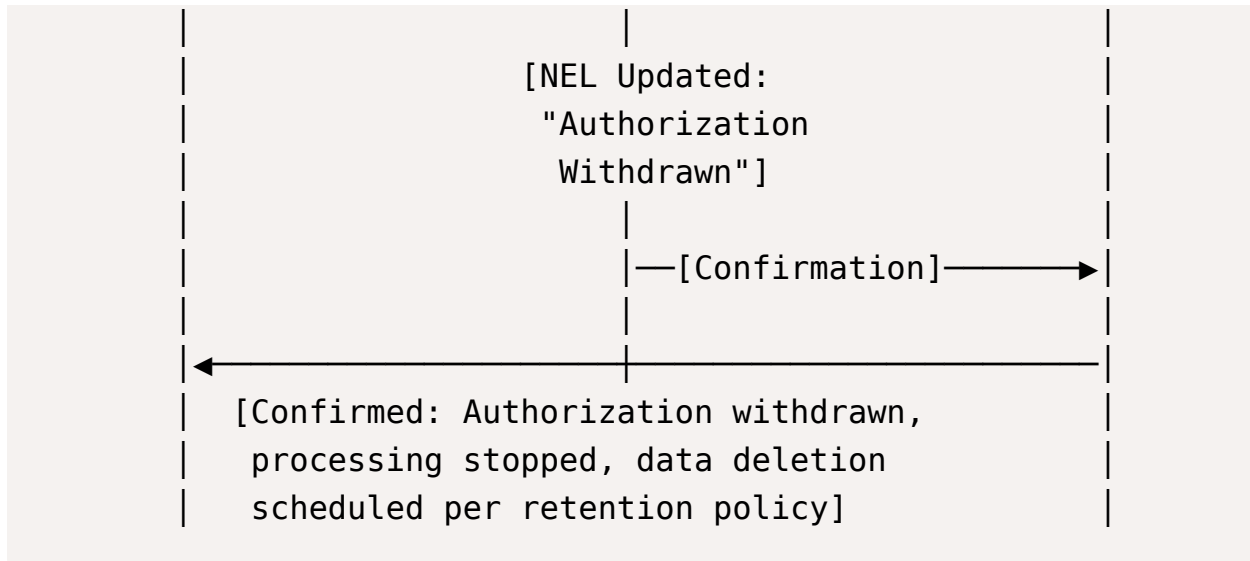 [NEL Updated:
"Authorization
Withdrawn"]
[Confirmation]
[Confirmed: Authorization withdrawn,
processing stopped, data deletion
scheduled per retention policy]